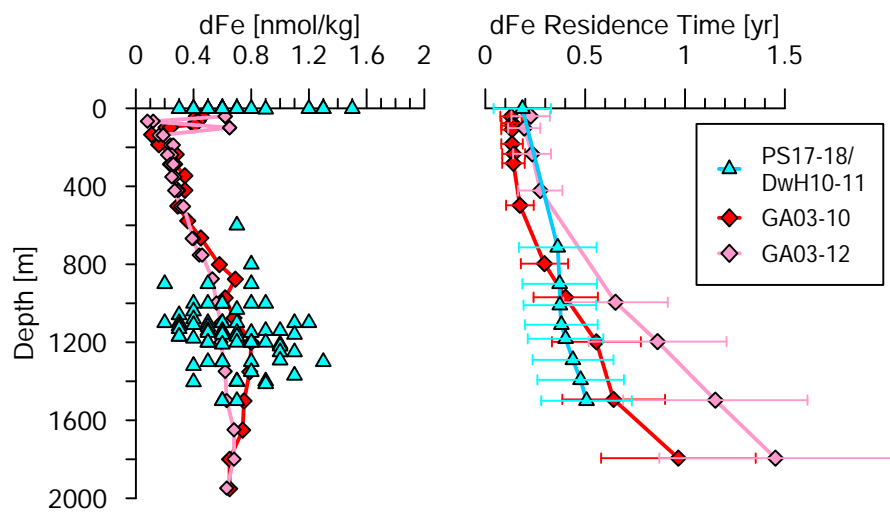 dFe [nmol/kg]
dFe Residence Time [yr]
0 0.4 0.8 1.2 1.6 2
0 0.5 1 1.5
0
400
800
1200
1600
2000
Depth [m]
PS17-18/
DwH10-11
GA03-10
GA03-12